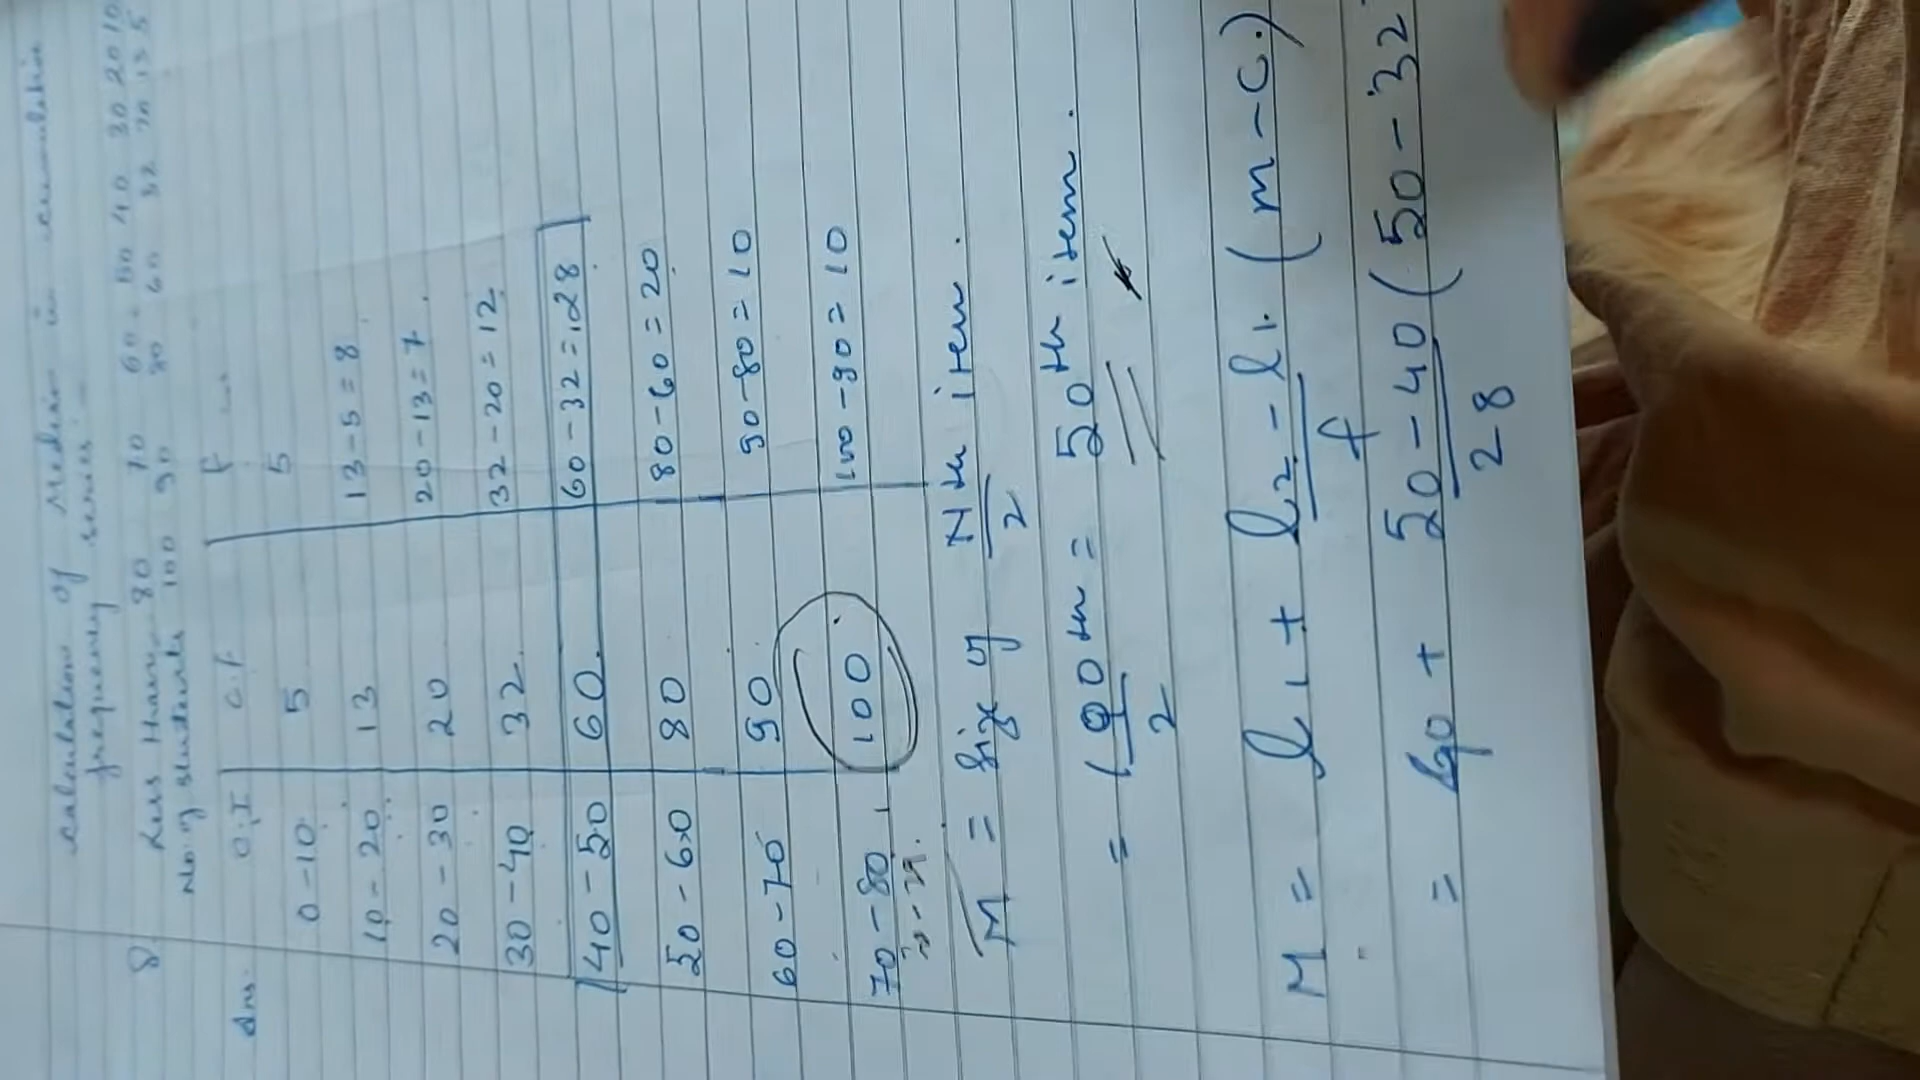 Calculation of Median in cumulative
frequency series -
8. Less than - 80 70 60 50 40 30 20 10
No. of students 100 90 80 60 32 20 13 5
Ans. C.I c.f f
0-10 5 5
10-20 13 13-5=8
20-30 20 20-13=7
30-40 32 32-20=12
40-50 60 60-32=28
50-60 80 80-60=20
60-70 90 90-80=10
70-80 100 100-90=10
M = Size of N/2 th item.
= 100/2 th = 50th item.
M = l1 + l2-l1/f (m-c.)
= 40 + 50-40/28 (50-32